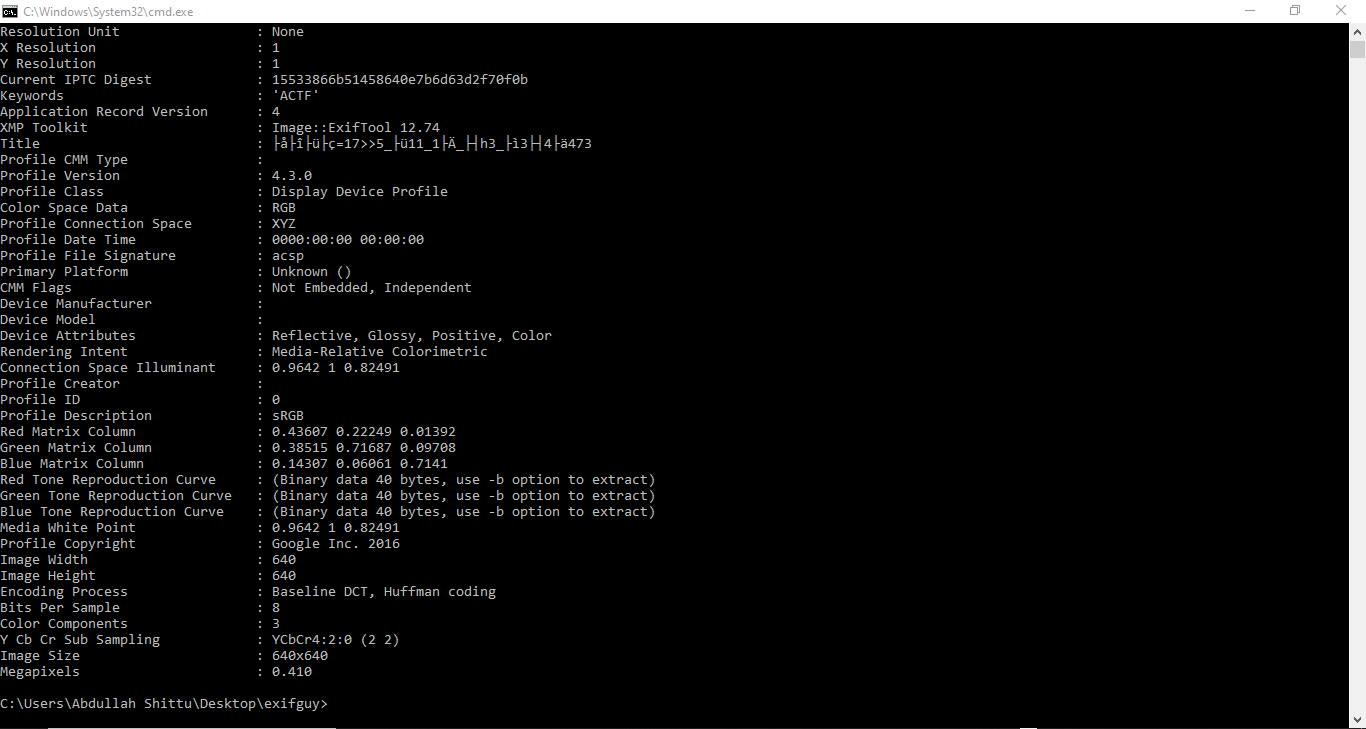 C:\Windows\System32\cmd.exe
Resolution Unit : None
X Resolution : 1
Y Resolution : 1
Current IPTC Digest : 15533866b51458640e7b6d63d2f70f0b
Keywords : 'ACTF'
Application Record Version : 4
XMP Toolkit : Image::ExifTool 12.74
Title : ├å├î├ü├ç=17>>5_├ü11_1├Ä_├┤h3_├ì3├┤4├ä473
Profile CMM Type :
Profile Version : 4.3.0
Profile Class : Display Device Profile
Color Space Data : RGB
Profile Connection Space : XYZ
Profile Date Time : 0000:00:00 00:00:00
Profile File Signature : acsp
Primary Platform : Unknown ()
CMM Flags : Not Embedded, Independent
Device Manufacturer :
Device Model :
Device Attributes : Reflective, Glossy, Positive, Color
Rendering Intent : Media-Relative Colorimetric
Connection Space Illuminant : 0.9642 1 0.82491
Profile Creator :
Profile ID : 0
Profile Description : sRGB
Red Matrix Column : 0.43607 0.22249 0.01392
Green Matrix Column : 0.38515 0.71687 0.09708
Blue Matrix Column : 0.14307 0.06061 0.7141
Red Tone Reproduction Curve : (Binary data 40 bytes, use -b option to extract)
Green Tone Reproduction Curve : (Binary data 40 bytes, use -b option to extract)
Blue Tone Reproduction Curve : (Binary data 40 bytes, use -b option to extract)
Media White Point : 0.9642 1 0.82491
Profile Copyright : Google Inc. 2016
Image Width : 640
Image Height : 640
Encoding Process : Baseline DCT, Huffman coding
Bits Per Sample : 8
Color Components : 3
Y Cb Cr Sub Sampling : YCbCr4:2:0 (2 2)
Image Size : 640x640
Megapixels : 0.410
C:\Users\Abdullah Shittu\Desktop\exifguy>